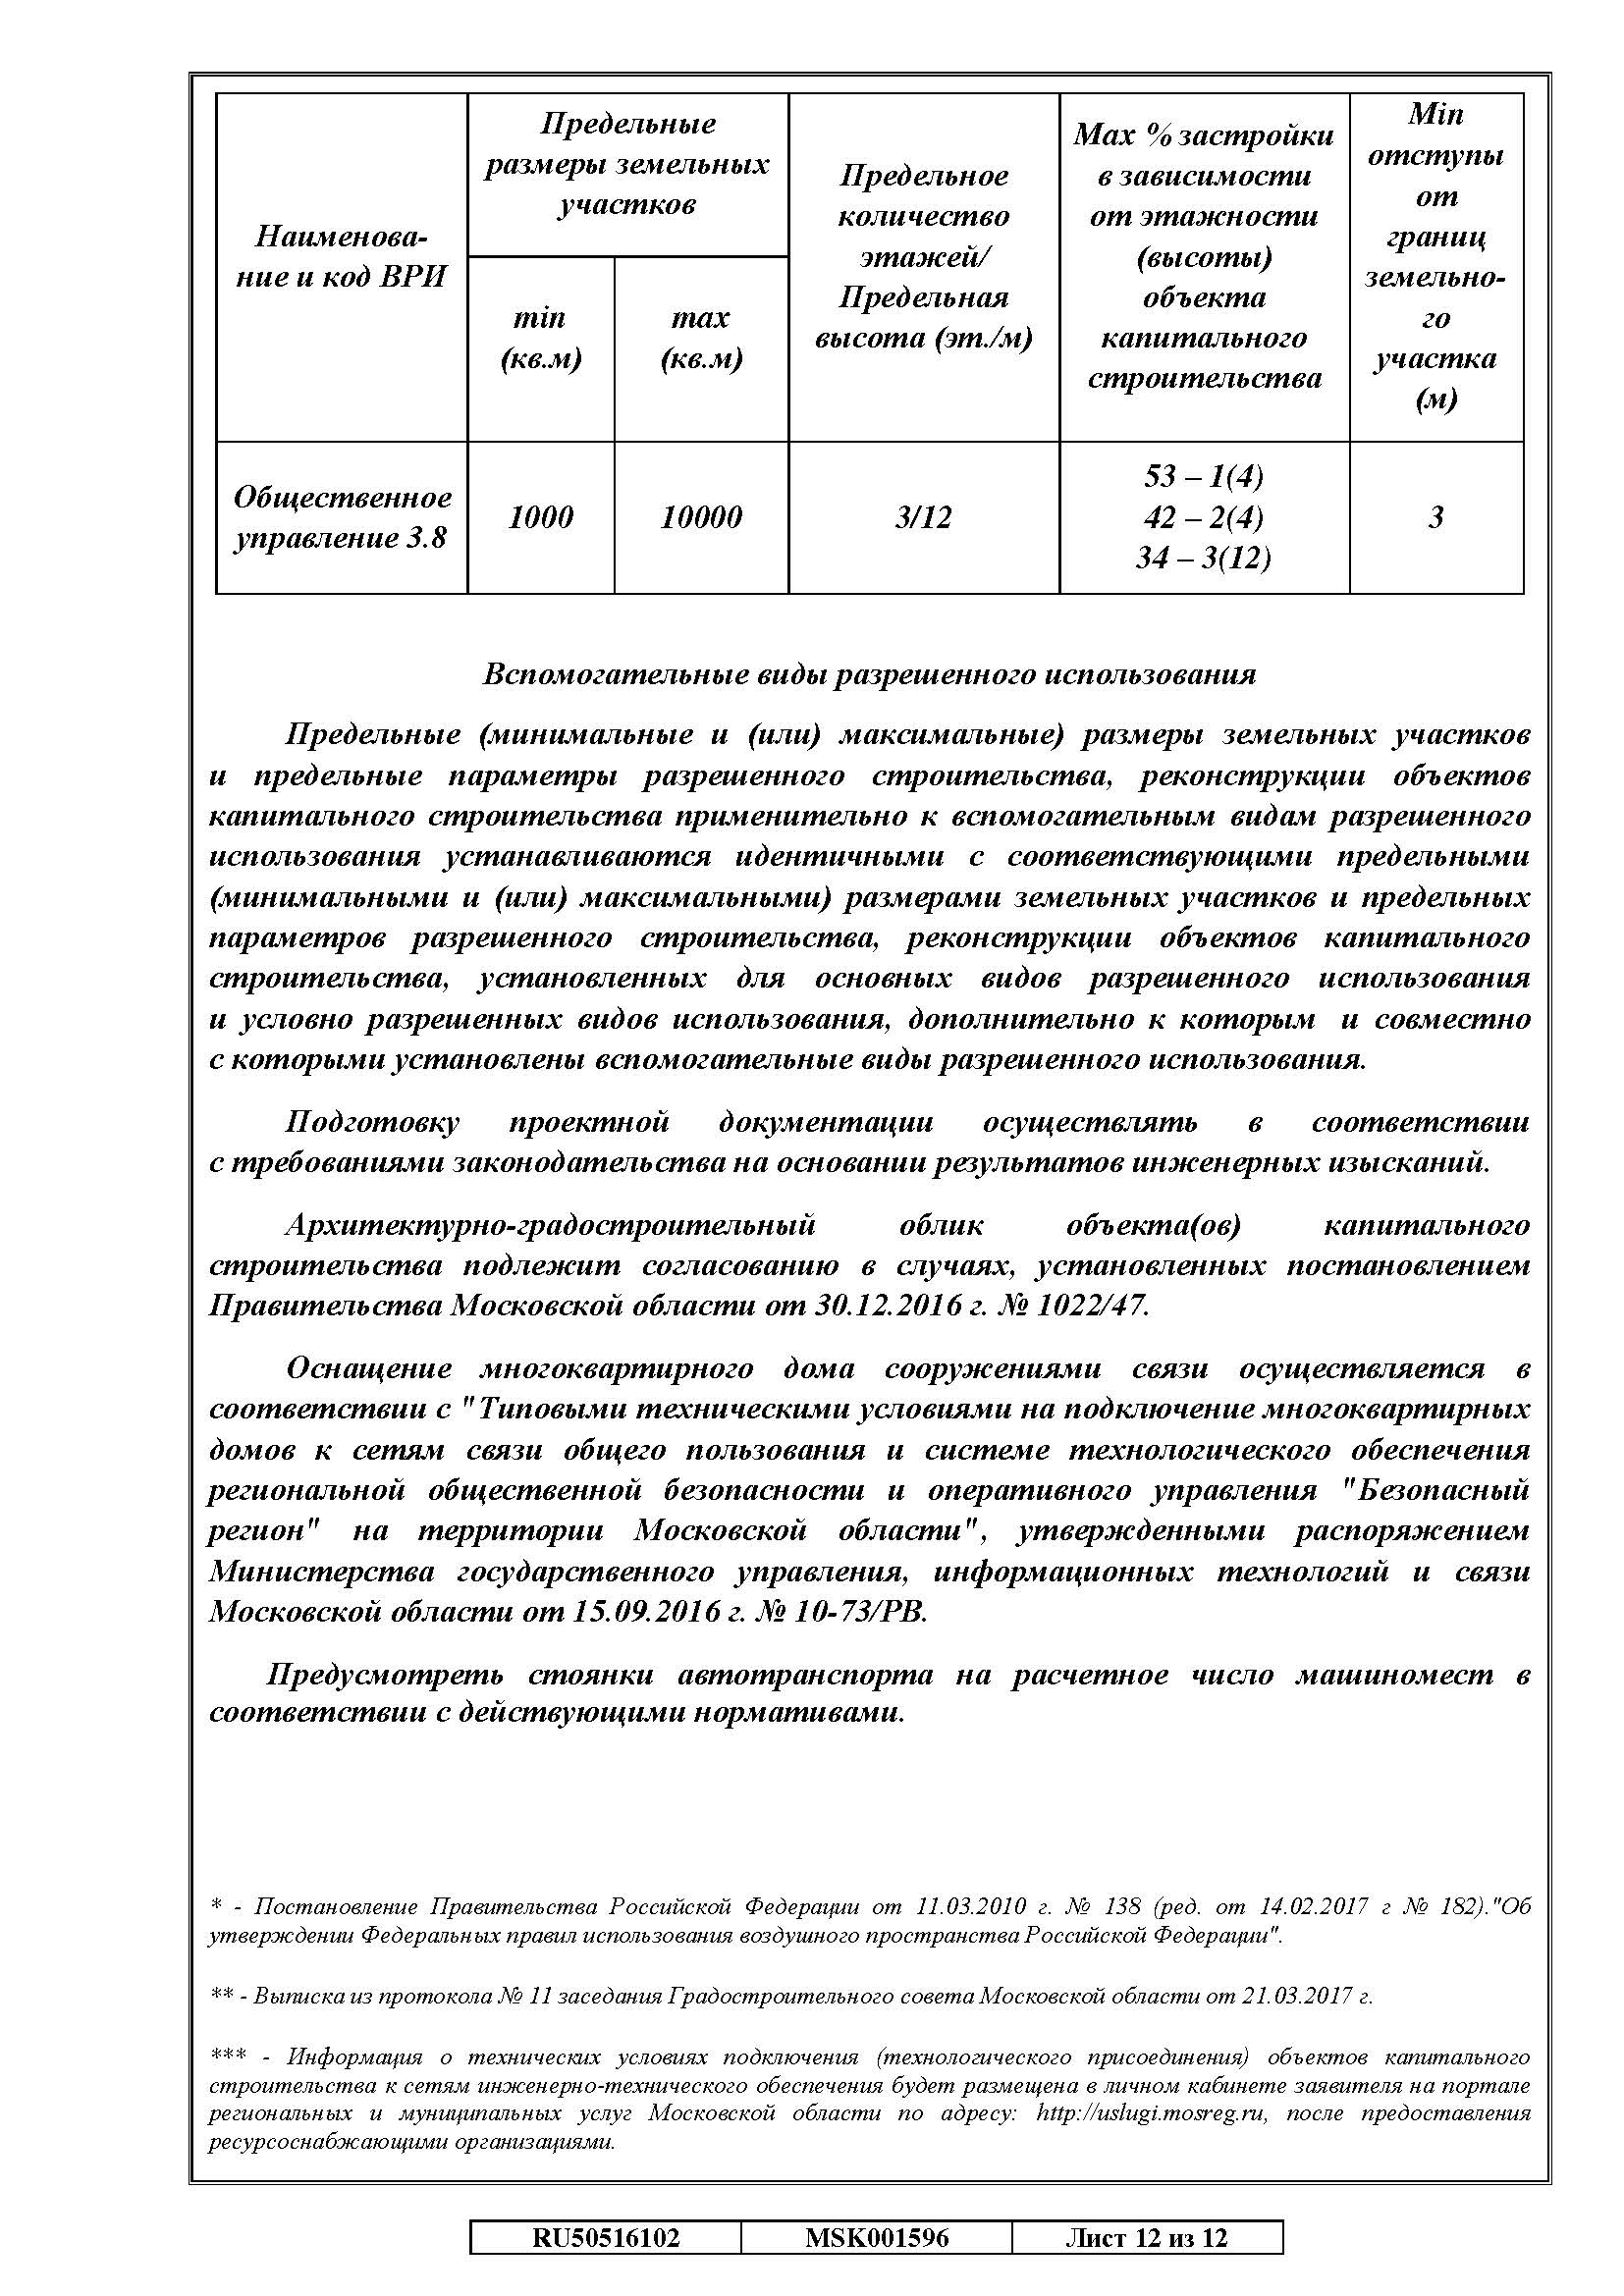 Наименова-
ние и код ВРИ
Предельные
размеры земельных
участков
min
(кв.м)
max
(кв.м)
Предельное
количество
этажей/
Предельная
высота (эт./м)
Max % застройки
в зависимости
от этажности
(высоты)
объекта
капитального
строительства
Min
отступы
от
границ
земельно-
го
участка
(м)
Общественное
управление 3.8
1000
10000
3/12
53 – 1(4)
42 – 2(4)
34 – 3(12)
3
Вспомогательные виды разрешенного использования
Предельные (минимальные и (или) максимальные) размеры земельных участков
и предельные параметры разрешенного строительства, реконструкции объектов
капитального строительства применительно к вспомогательным видам разрешенного
использования устанавливаются идентичными с соответствующими предельными
(минимальными и (или) максимальными) размерами земельных участков и предельных
параметров разрешенного строительства, реконструкции объектов капитального
строительства, установленных для основных видов разрешенного использования
и условно разрешенных видов использования, дополнительно к которым и совместно
с которыми установлены вспомогательные виды разрешенного использования.
Подготовку проектной документации осуществлять в соответствии
с требованиями законодательства на основании результатов инженерных изысканий.
Архитектурно-градостроительный облик объекта(ов) капитального
строительства подлежит согласованию в случаях, установленных постановлением
Правительства Московской области от 30.12.2016 г. № 1022/47.
Оснащение многоквартирного дома сооружениями связи осуществляется в
соответствии с "Типовыми техническими условиями на подключение многоквартирных
домов к сетям связи общего пользования и системе технологического обеспечения
региональной общественной безопасности и оперативного управления "Безопасный
регион" на территории Московской области", утвержденными распоряжением
Министерства государственного управления, информационных технологий и связи
Московской области от 15.09.2016 г. № 10-73/РВ.
Предусмотреть стоянки автотранспорта на расчетное число машиномест в
соответствии с действующими нормативами.
* - Постановление Правительства Российской Федерации от 11.03.2010 г. № 138 (ред. от 14.02.2017 г № 182)."Об
утверждении Федеральных правил использования воздушного пространства Российской Федерации".
** - Выписка из протокола № 11 заседания Градостроительного совета Московской области от 21.03.2017 г.
*** - Информация о технических условиях подключения (технологического присоединения) объектов капитального
строительства к сетям инженерно-технического обеспечения будет размещена в личном кабинете заявителя на портале
региональных и муниципальных услуг Московской области по адресу: http://uslugi.mosreg.ru, после предоставления
ресурсоснабжающими организациями.
RU50516102
MSK001596
Лист 12 из 12